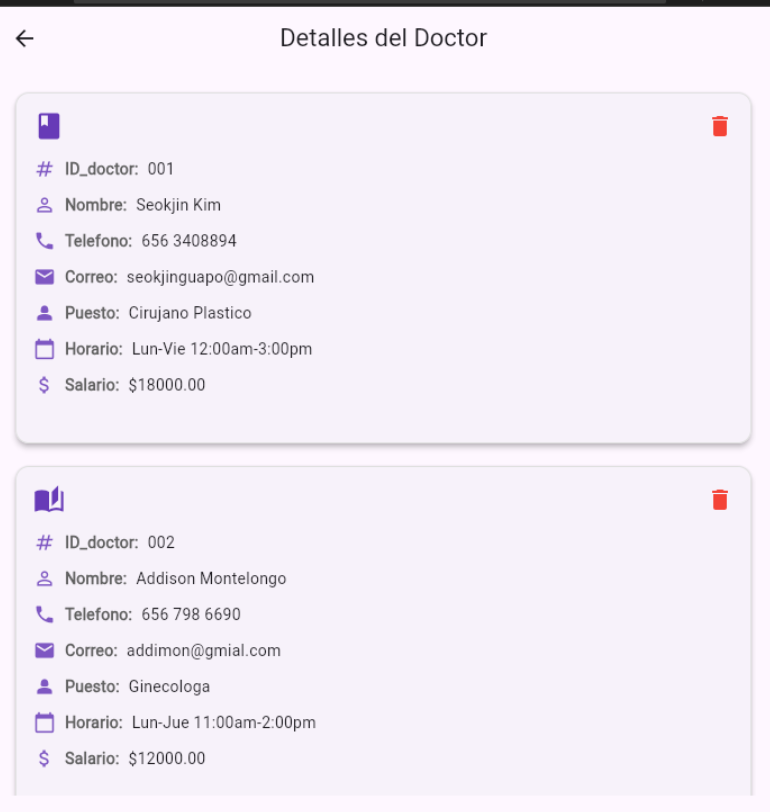 Detalles del Doctor
ID_doctor: 001
Nombre: Seokjin Kim
Telefono: 656 3408894
Correo: seokjinguapo@gmail.com
Puesto: Cirujano Plastico
Horario: Lun-Vie 12:00am-3:00pm
$ Salario: $18000.00
ID_doctor: 002
Nombre: Addison Montelongo
Telefono: 656 798 6690
Correo: addimon@gmial.com
Puesto: Ginecologa
Horario: Lun-Jue 11:00am-2:00pm
$ Salario: $12000.00